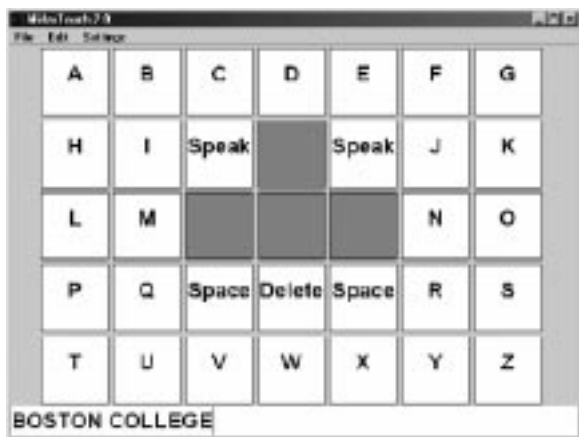 File Edit Settings
A B C D E F G
H I Speak Speak J K
L M N O
P Q Space Delete Space R S
T U V W X Y Z
BOSTON COLLEGE